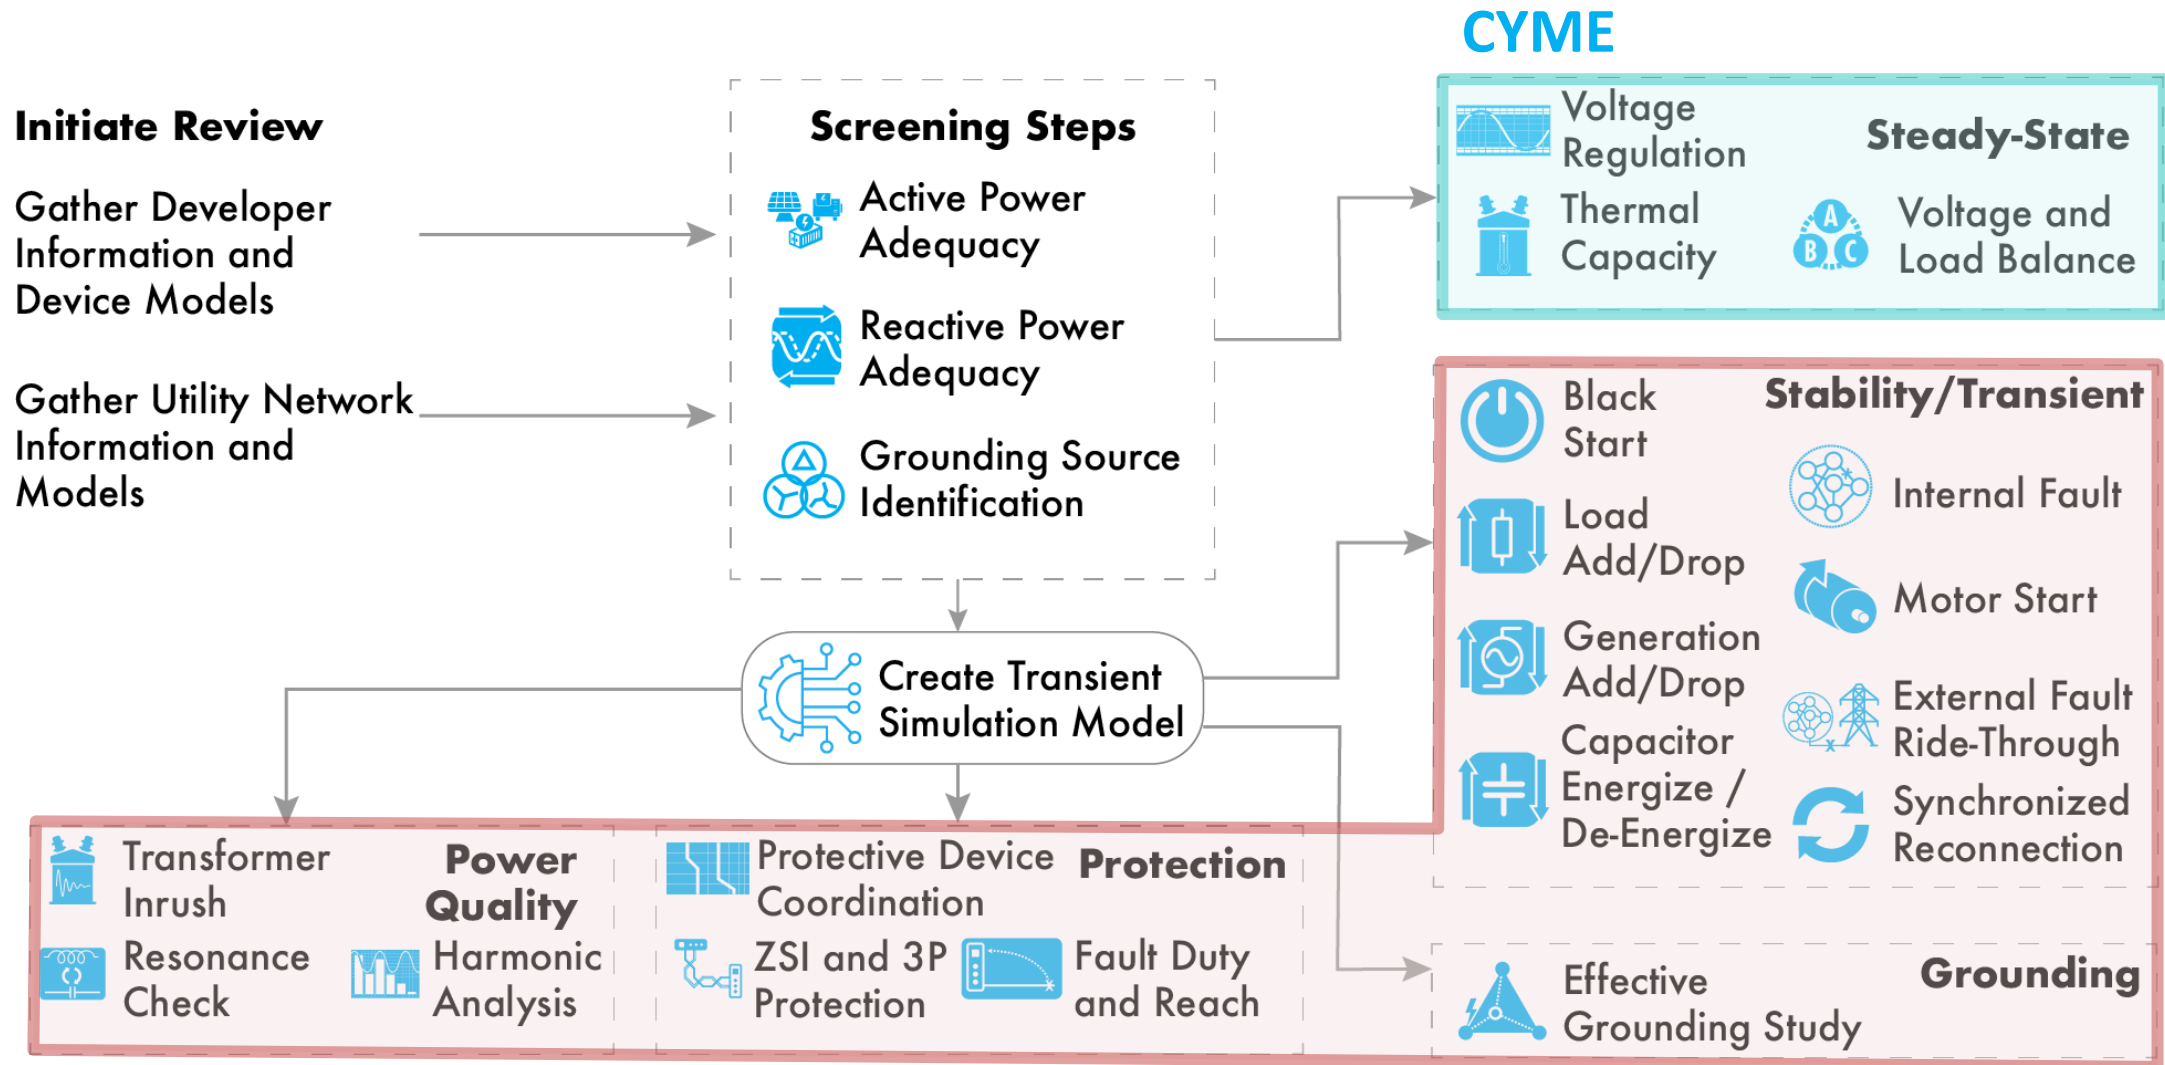 CYME
Initiate Review
Gather Developer
Information and
Device Models
Gather Utility Network
Information and
Models
Screening Steps
Active Power
Adequacy
Reactive Power
Adequacy
Grounding Source
Identification
Create Transient
Simulation Model
Steady-State
Voltage
Regulation
Thermal
Capacity
A
B C
Voltage and
Load Balance
Stability/Transient
Black
Start
Load
Add/Drop
Generation
Add/Drop
Capacitor
Energize /
De-Energize
Internal Fault
Motor Start
External Fault
Ride-Through
Synchronized
Reconnection
Power
Quality
Transformer
Inrush
Resonance
Check
Harmonic
Analysis
Protection
Protective Device
Coordination
ZSI and 3P
Protection
Fault Duty
and Reach
Grounding
Effective
Grounding Study